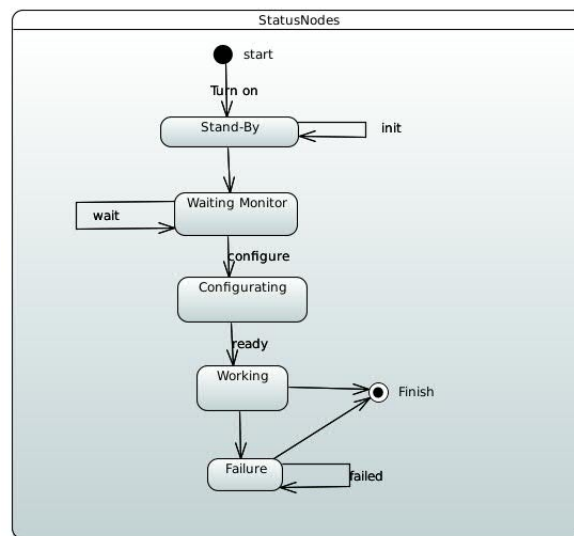 StatusNodes
start
Turn on
Stand-By
init
Waiting Monitor
wait
configure
Configurating
ready
Working
Finish
Failure
failed